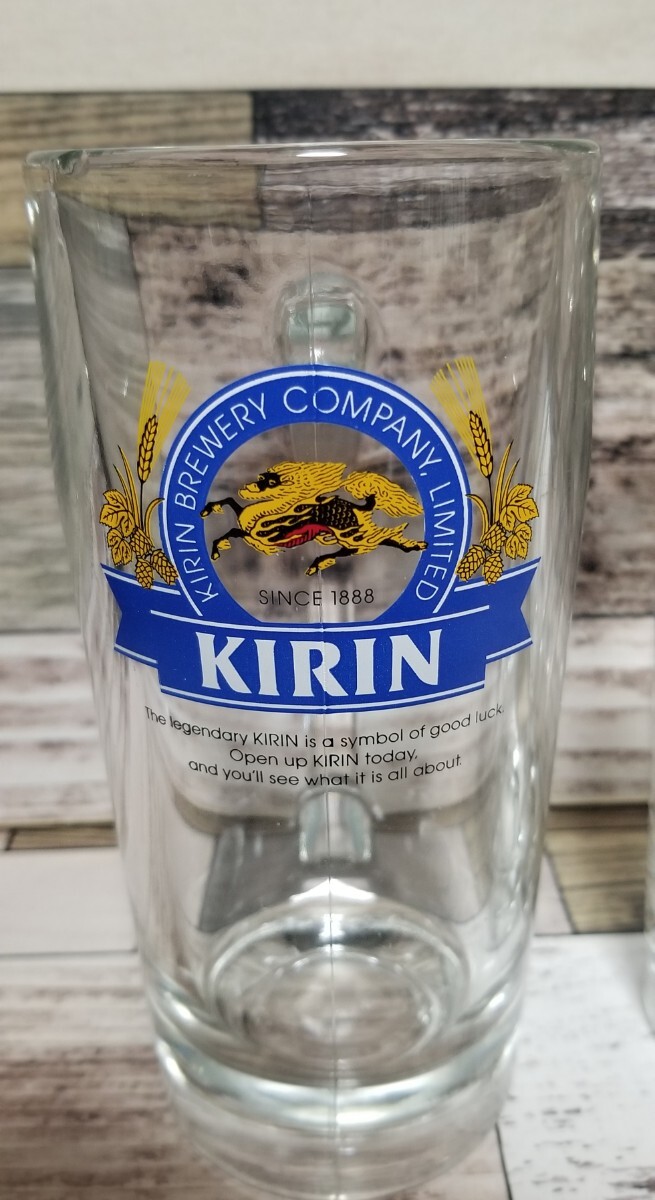 KIRIN BREWERY COMPANY, LIMITED
SINCE 1888
KIRIN
The legendary KIRIN is a symbol of good luck.
Open up KIRIN today,
and you'll see what it is all about.